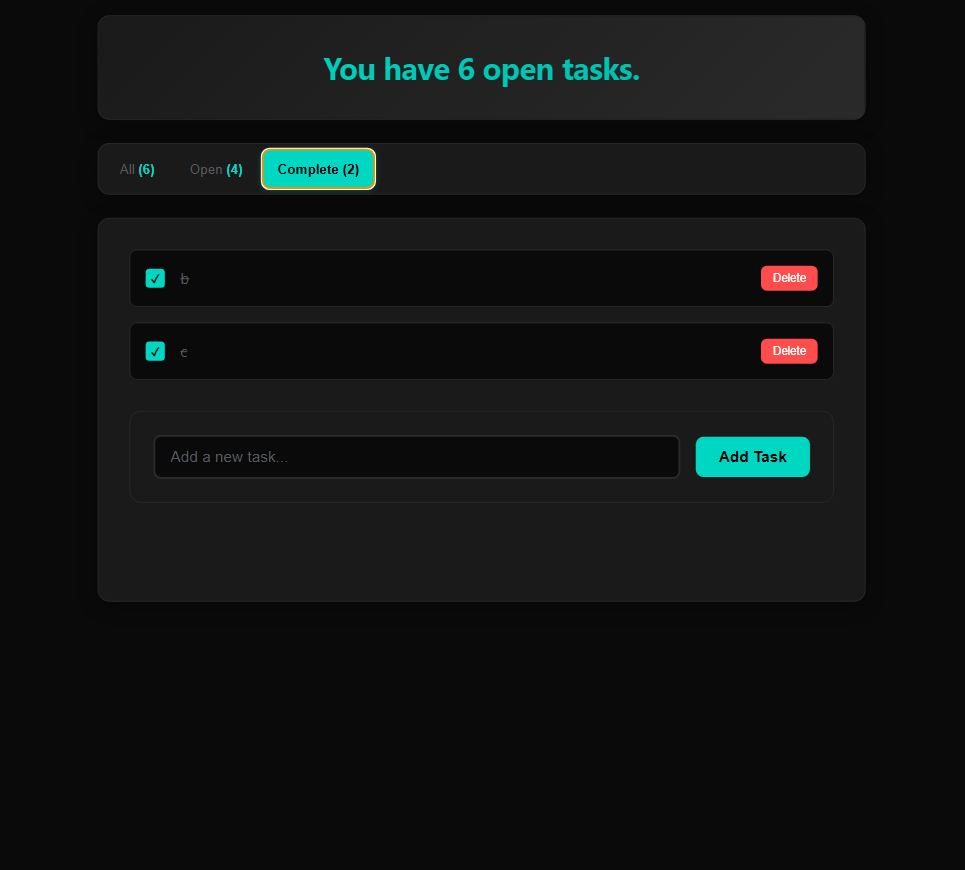 You have 6 open tasks.
All (6) Open (4) Complete (2)
b Delete
c Delete
Add a new task... Add Task